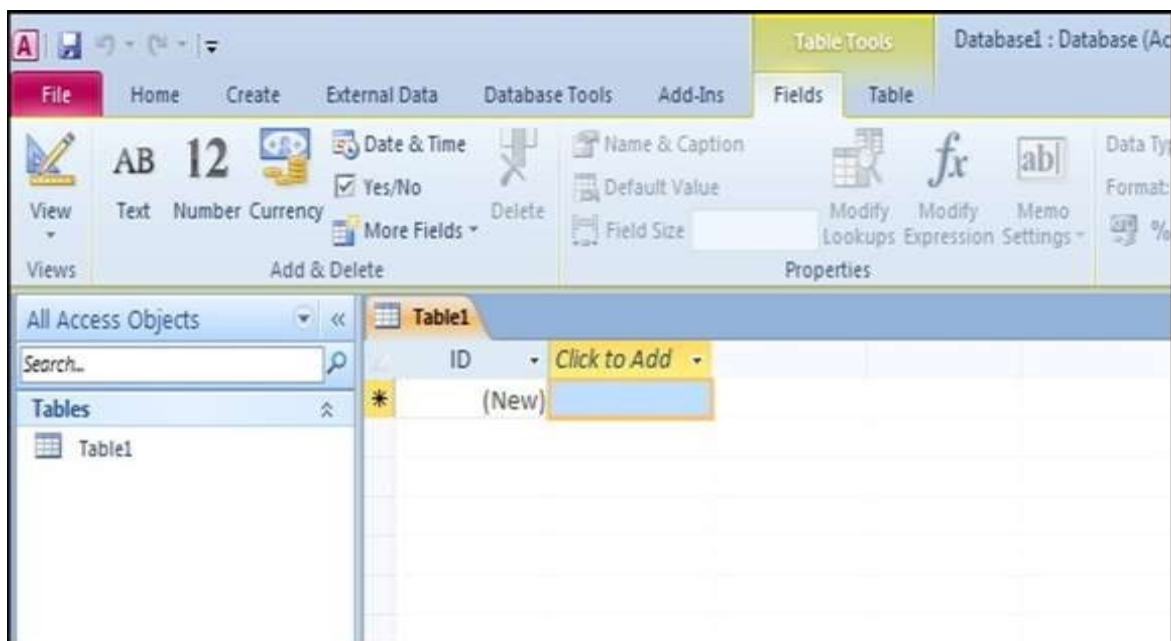 A
Table Tools Database1 : Database (Ac
File Home Create External Data Database Tools Add-Ins Fields Table
View
AB Text
12 Number
Currency
Date & Time
Yes/No
More Fields
Delete
Name & Caption
Default Value
Field Size
Modify Lookups
fx Modify Expression
ab| Memo Settings
Data Typ
Format:
%
Views Add & Delete Properties
All Access Objects «
Search...
Tables
Table1
Table1
ID Click to Add
* (New)